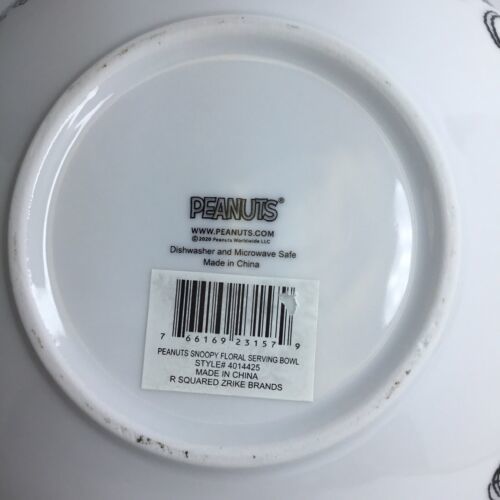 PEANUTS®
WWW.PEANUTS.COM
©2020 Peanuts Worldwide LLC
Dishwasher and Microwave Safe
Made in China
7 66169 23157 9
PEANUTS SNOOPY FLORAL SERVING BOWL
STYLE# 4014425
MADE IN CHINA
R SQUARED ZRIKE BRANDS